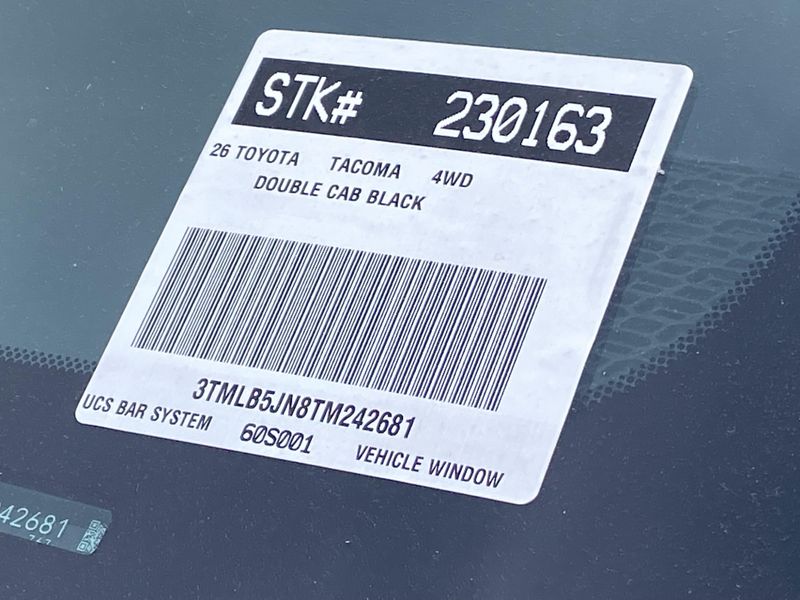 STK# 230163
26 TOYOTA TACOMA 4WD
DOUBLE CAB BLACK
3TMLB5JN8TM242681
UCS BAR SYSTEM 60S001 VEHICLE WINDOW
42681